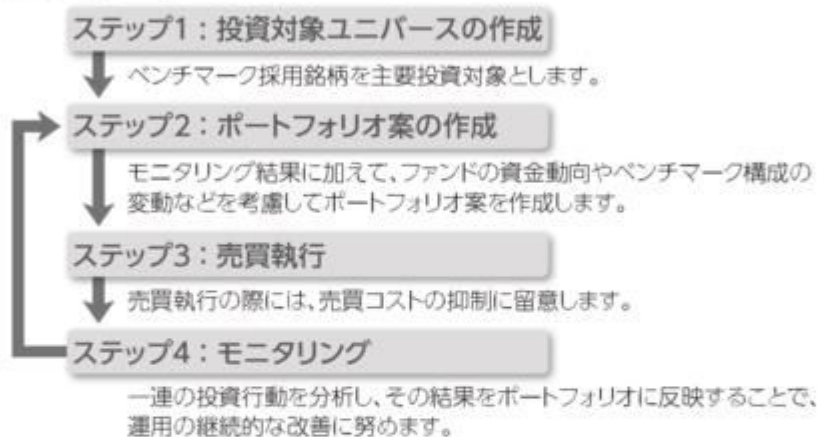 ステップ1：投資対象ユニバースの作成
ベンチマーク採用銘柄を主要投資対象とします。
ステップ2：ポートフォリオ案の作成
モニタリング結果に加えて、ファンドの資金動向やベンチマーク構成の
変動などを考慮してポートフォリオ案を作成します。
ステップ3：売買執行
売買執行の際には、売買コストの抑制に留意します。
ステップ4：モニタリング
一連の投資行動を分析し、その結果をポートフォリオに反映することで、
運用の継続的な改善に努めます。